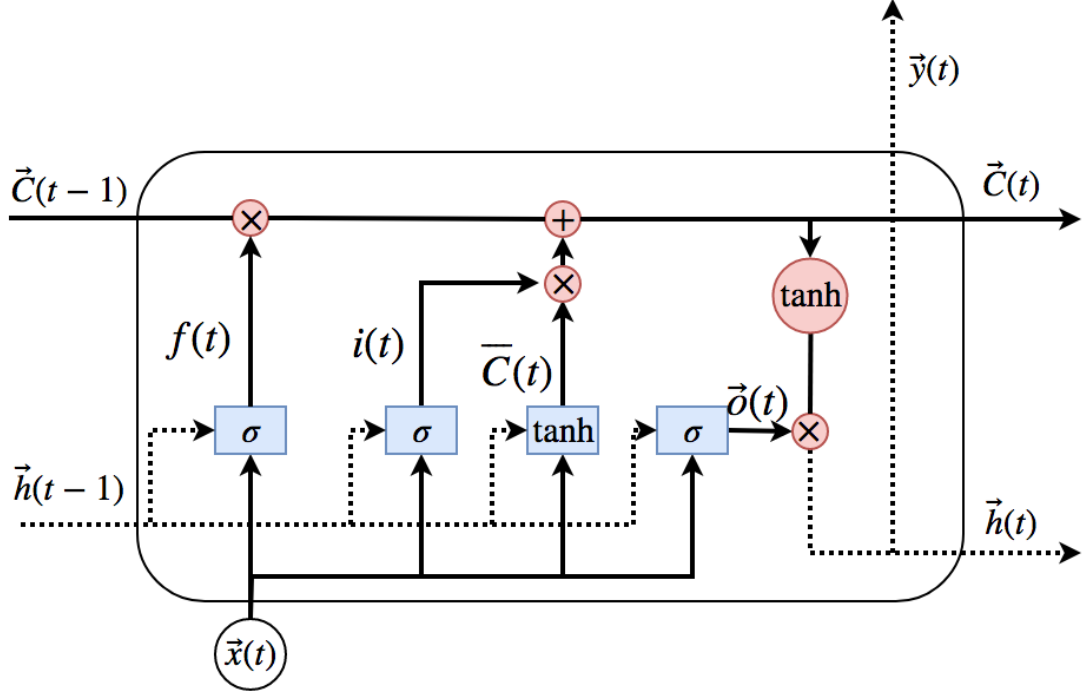 y⃗(t)
C⃗(t − 1)
C⃗(t)
×
+
×
tanh
f(t)
i(t)
C̅(t)
o⃗(t)
σ
σ
tanh
σ
×
h⃗(t − 1)
h⃗(t)
x⃗(t)